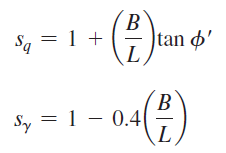 s_q = 1 + (B/L) tan ϕ′
s_γ = 1 − 0.4(B/L)